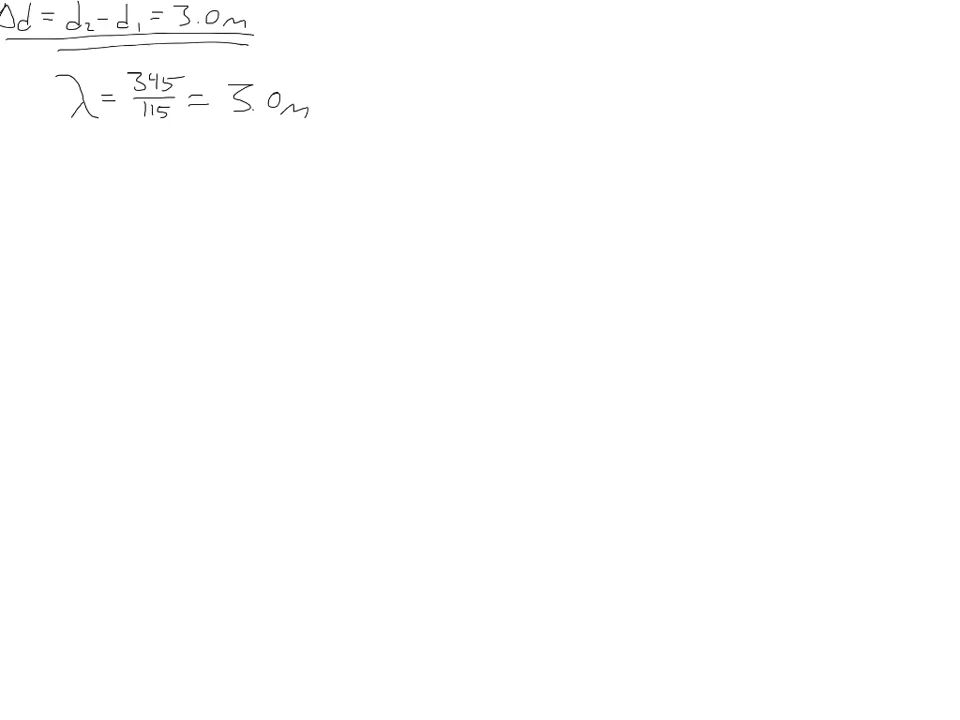 Δd = d₂ - d₁ = 3.0m
λ = 345/115 = 3.0m